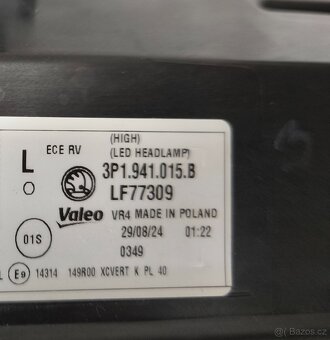 (HIGH)
ECE RV
(LED HEADLAMP)
L
3P1.941.015.B
LF77309
Valeo
VR4 MADE IN POLAND
29/08/24 01:22
01S
0349
L E9 14314 149R00 XCVERT K PL 40
Bazos.cz